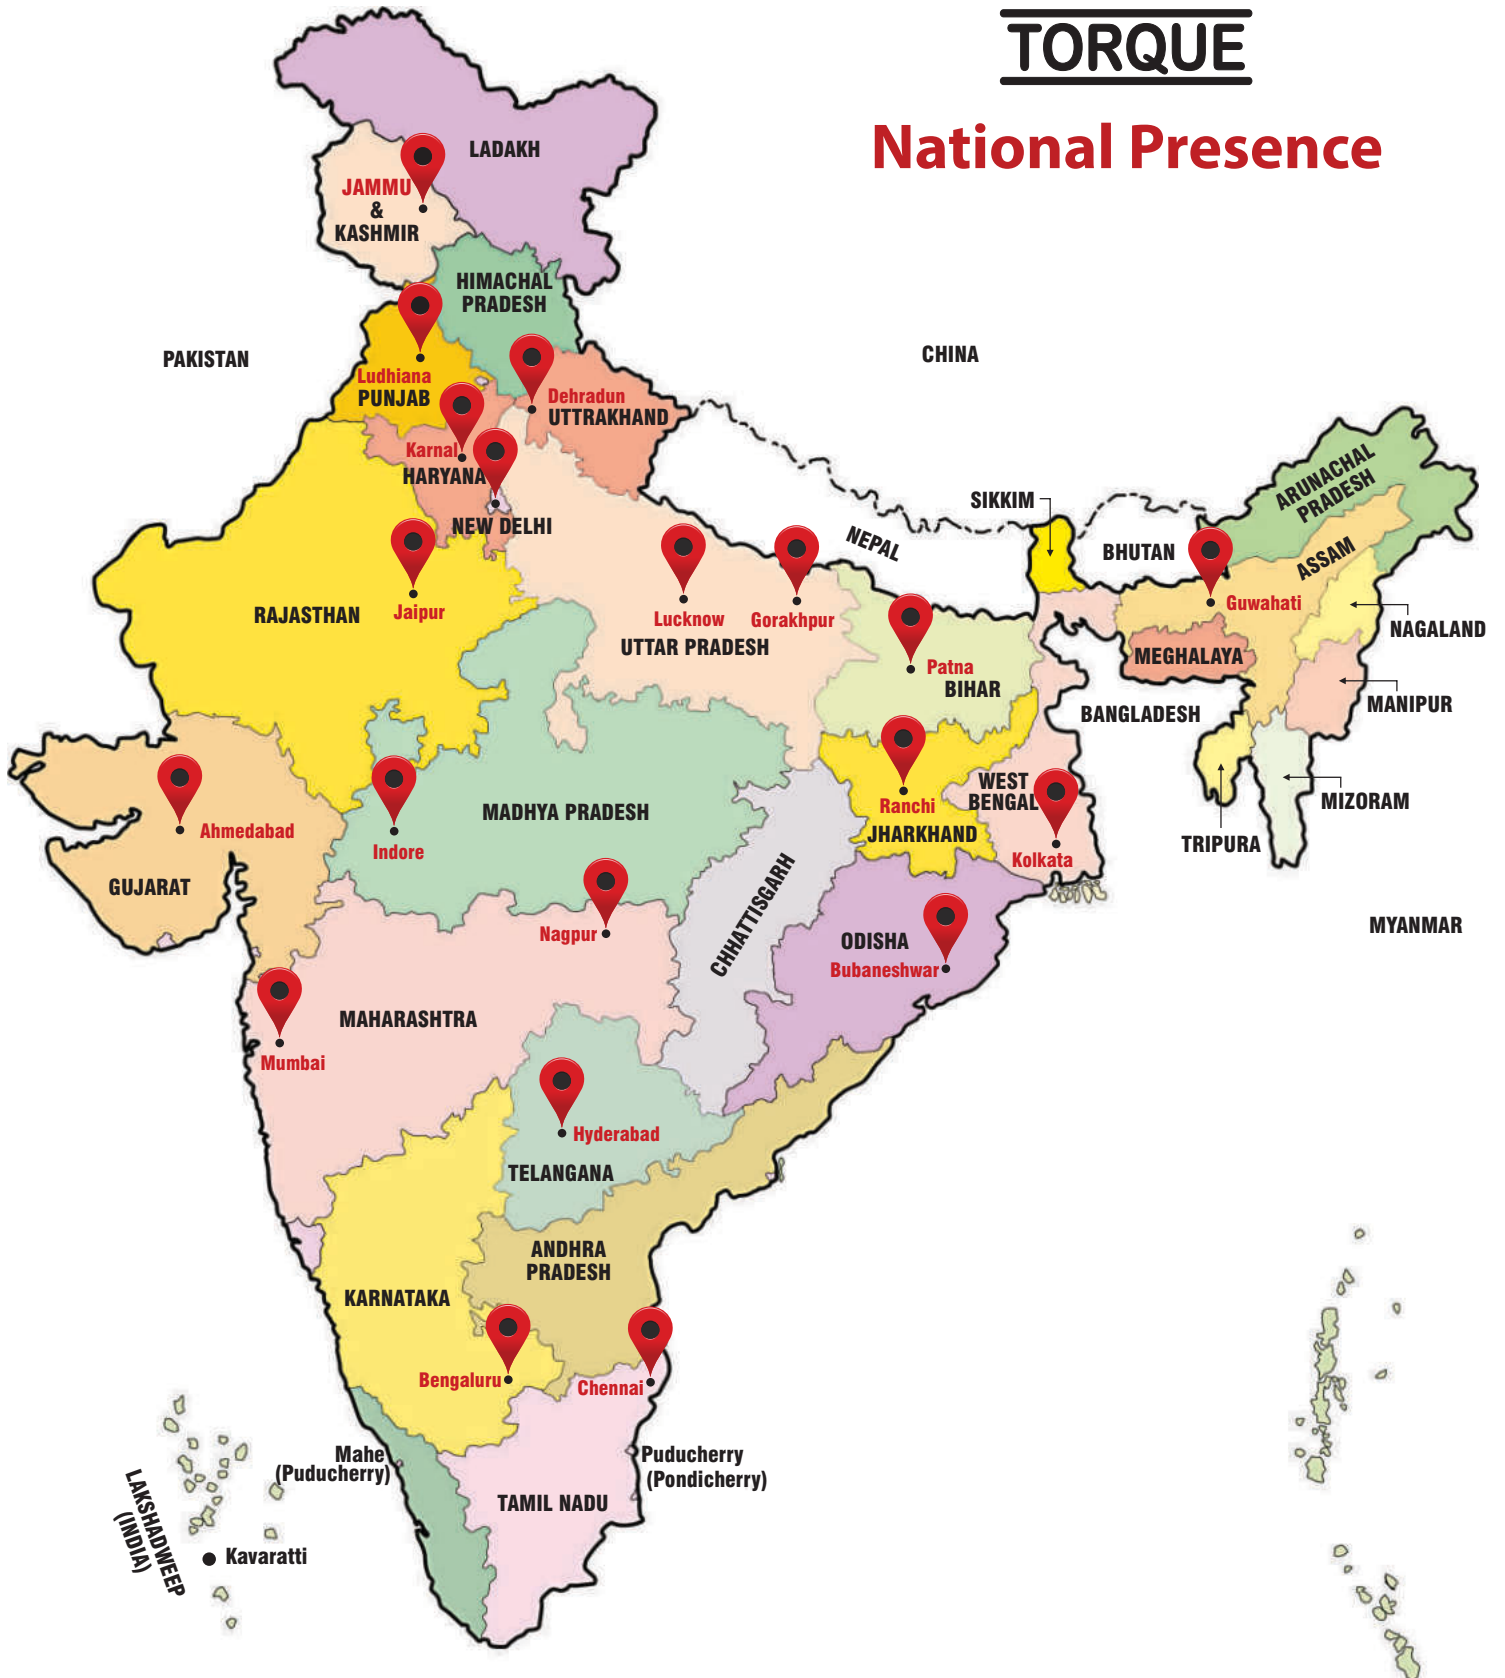 TORQUE
National Presence
LADAKH
JAMMU
&
KASHMIR
HIMACHAL
PRADESH
PAKISTAN
CHINA
Ludhiana
PUNJAB
Dehradun
UTTRAKHAND
Karnal
HARYANA
NEW DELHI
ARUNACHAL
PRADESH
SIKKIM
NEPAL
BHUTAN
ASSAM
RAJASTHAN
Jaipur
Lucknow
Gorakhpur
UTTAR PRADESH
Guwahati
NAGALAND
MEGHALAYA
Patna
BIHAR
MANIPUR
BANGLADESH
WEST
BENGAL
MADHYA PRADESH
Ranchi
MIZORAM
Ahmedabad
JHARKHAND
TRIPURA
Indore
Kolkata
GUJARAT
CHHATTISGARH
MYANMAR
Nagpur
ODISHA
Bubaneshwar
MAHARASHTRA
Mumbai
Hyderabad
TELANGANA
ANDHRA
PRADESH
KARNATAKA
Bengaluru
Chennai
Mahe
(Puducherry)
Puducherry
(Pondicherry)
TAMIL NADU
LAKSHADWEEP
(INDIA)
Kavaratti